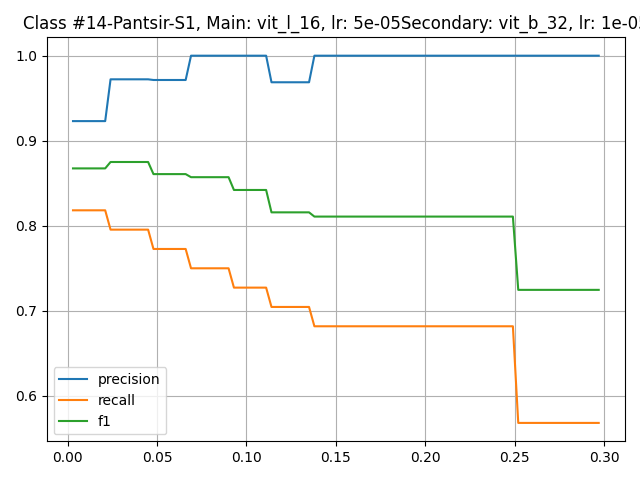 Class #14-Pantsir-S1, Main: vit_l_16, lr: 5e-05Secondary: vit_b_32, lr: 1e-05
1.0
0.9
0.8
0.7
0.6
precision
recall
f1
0.00 0.05 0.10 0.15 0.20 0.25 0.30